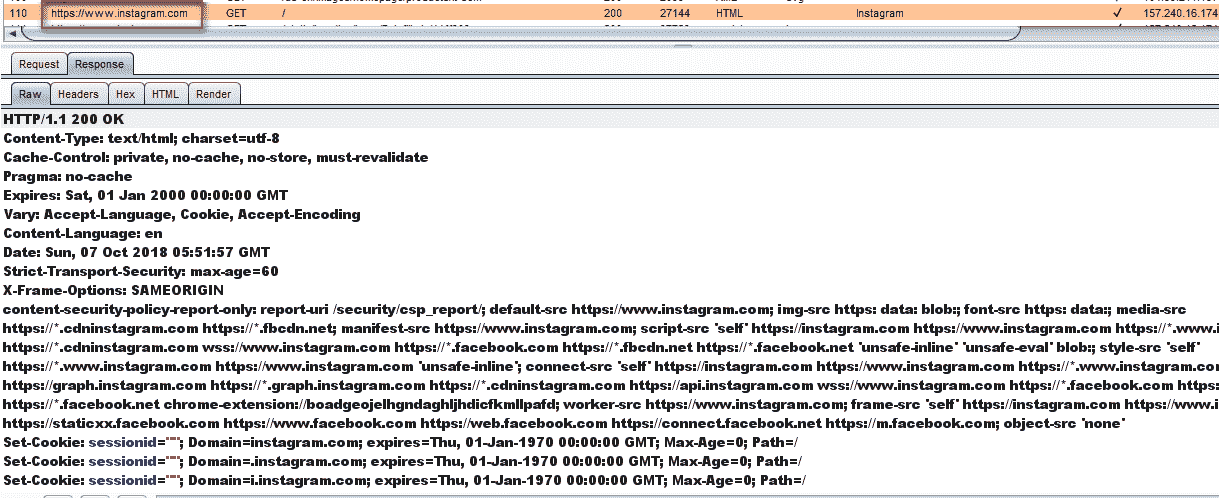 110 https://www.instagram.com GET / 200 27144 HTML Instagram ✓ 157.240.16.174
Request Response
Raw Headers Hex HTML Render
HTTP/1.1 200 OK
Content-Type: text/html; charset=utf-8
Cache-Control: private, no-cache, no-store, must-revalidate
Pragma: no-cache
Expires: Sat, 01 Jan 2000 00:00:00 GMT
Vary: Accept-Language, Cookie, Accept-Encoding
Content-Language: en
Date: Sun, 07 Oct 2018 05:51:57 GMT
Strict-Transport-Security: max-age=60
X-Frame-Options: SAMEORIGIN
content-security-policy-report-only: report-uri /security/csp_report/; default-src https://www.instagram.com; img-src https: data: blob:; font-src https: data:; media-src
https://*.cdninstagram.com https://*.fbcdn.net; manifest-src https://www.instagram.com; script-src 'self' https://instagram.com https://www.instagram.com https://*.www.i
https://*.cdninstagram.com wss://www.instagram.com https://*.facebook.com https://*.fbcdn.net https://*.facebook.net 'unsafe-inline' 'unsafe-eval' blob:; style-src 'self'
https://*.www.instagram.com https://www.instagram.com 'unsafe-inline'; connect-src 'self' https://instagram.com https://www.instagram.com https://*.www.instagram.co
https://graph.instagram.com https://*.graph.instagram.com https://*.cdninstagram.com https://api.instagram.com wss://www.instagram.com https://*.facebook.com https:
https://*.facebook.net chrome-extension://boadgeojelhgndaghljhdicfkmllpafd; worker-src https://www.instagram.com; frame-src 'self' https://instagram.com https://www.i
https://staticxx.facebook.com https://www.facebook.com https://web.facebook.com https://connect.facebook.net https://m.facebook.com; object-src 'none'
Set-Cookie: sessionid=""; Domain=instagram.com; expires=Thu, 01-Jan-1970 00:00:00 GMT; Max-Age=0; Path=/
Set-Cookie: sessionid=""; Domain=.instagram.com; expires=Thu, 01-Jan-1970 00:00:00 GMT; Max-Age=0; Path=/
Set-Cookie: sessionid=""; Domain=i.instagram.com; expires=Thu, 01-Jan-1970 00:00:00 GMT; Max-Age=0; Path=/